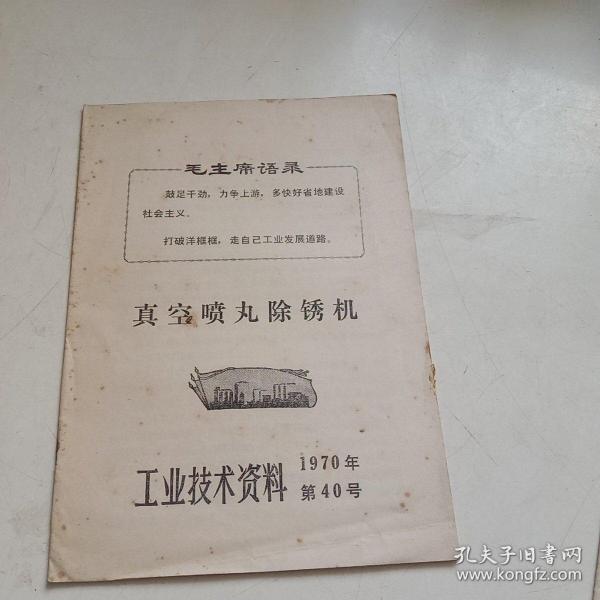 毛主席语录
鼓足干劲，力争上游，多快好省地建设
社会主义。
打破洋框框，走自己工业发展道路。
真空喷丸除锈机
工业技术资料
1970年
第40号
孔夫子旧书网
www.kongfz.com